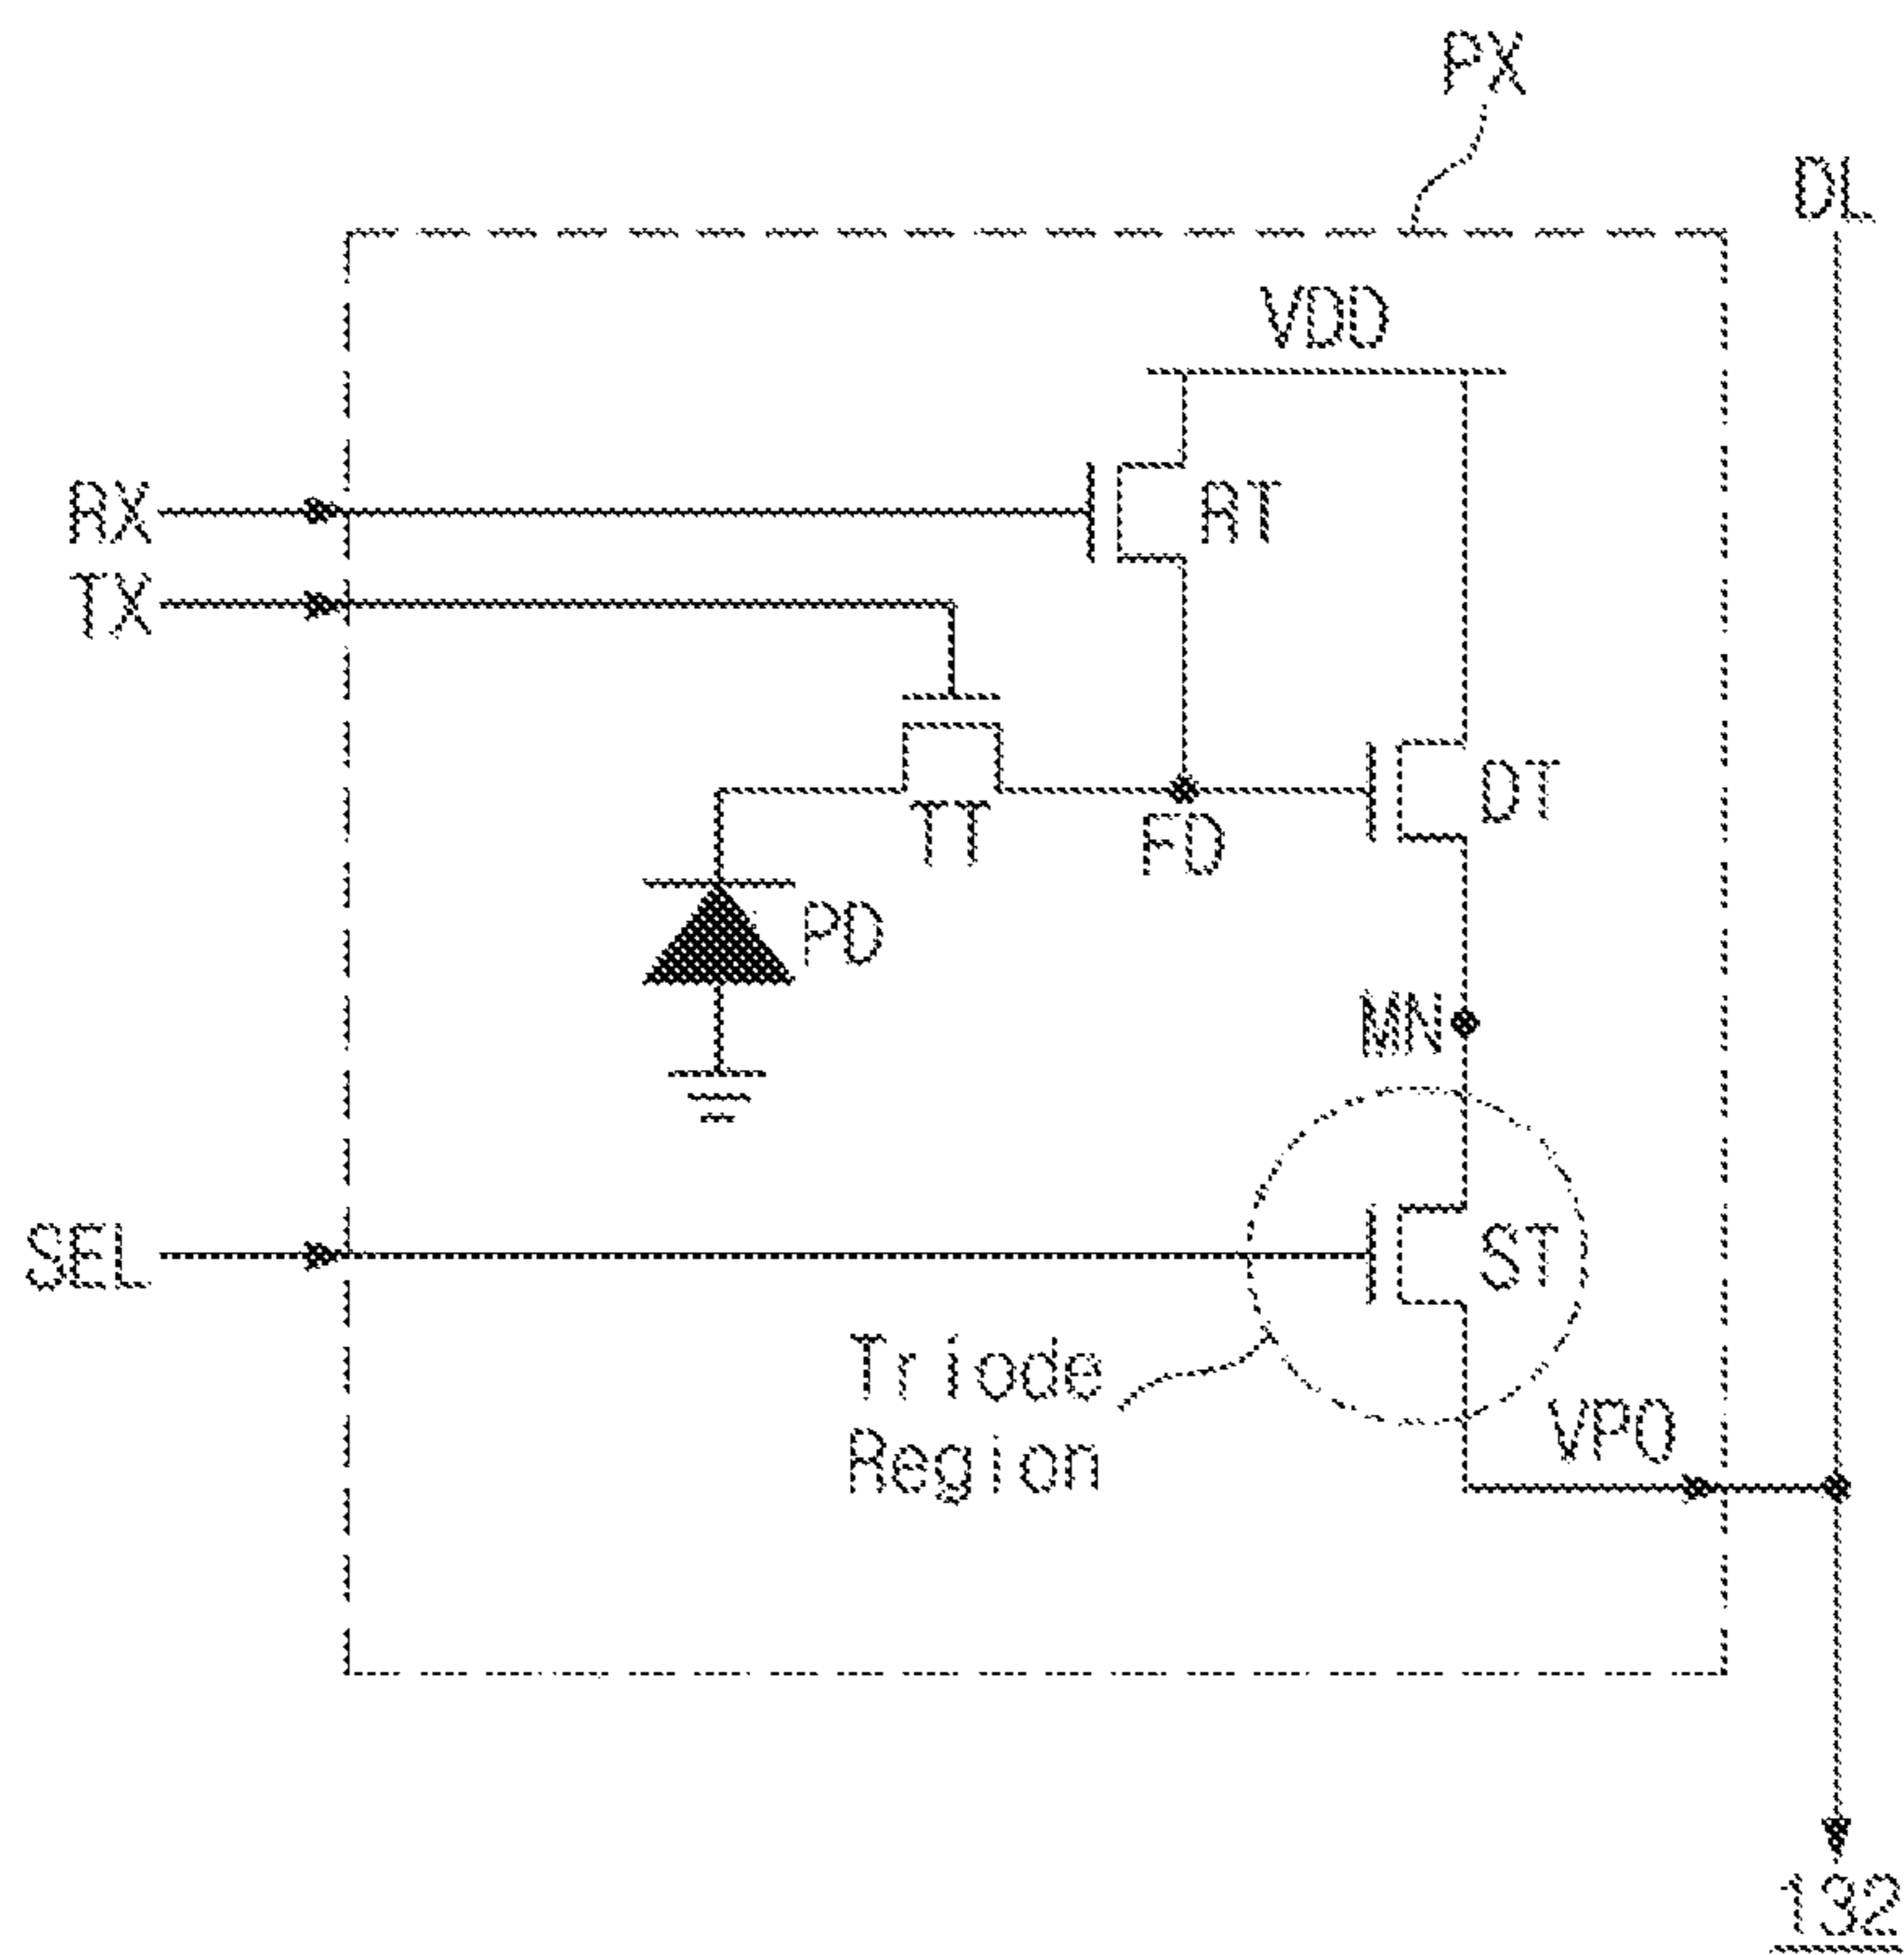 PX
DL
VDD
RX
RT
TX
DT
TT
FD
PD
MN
SEL
ST
Triode
Region
VPO
132